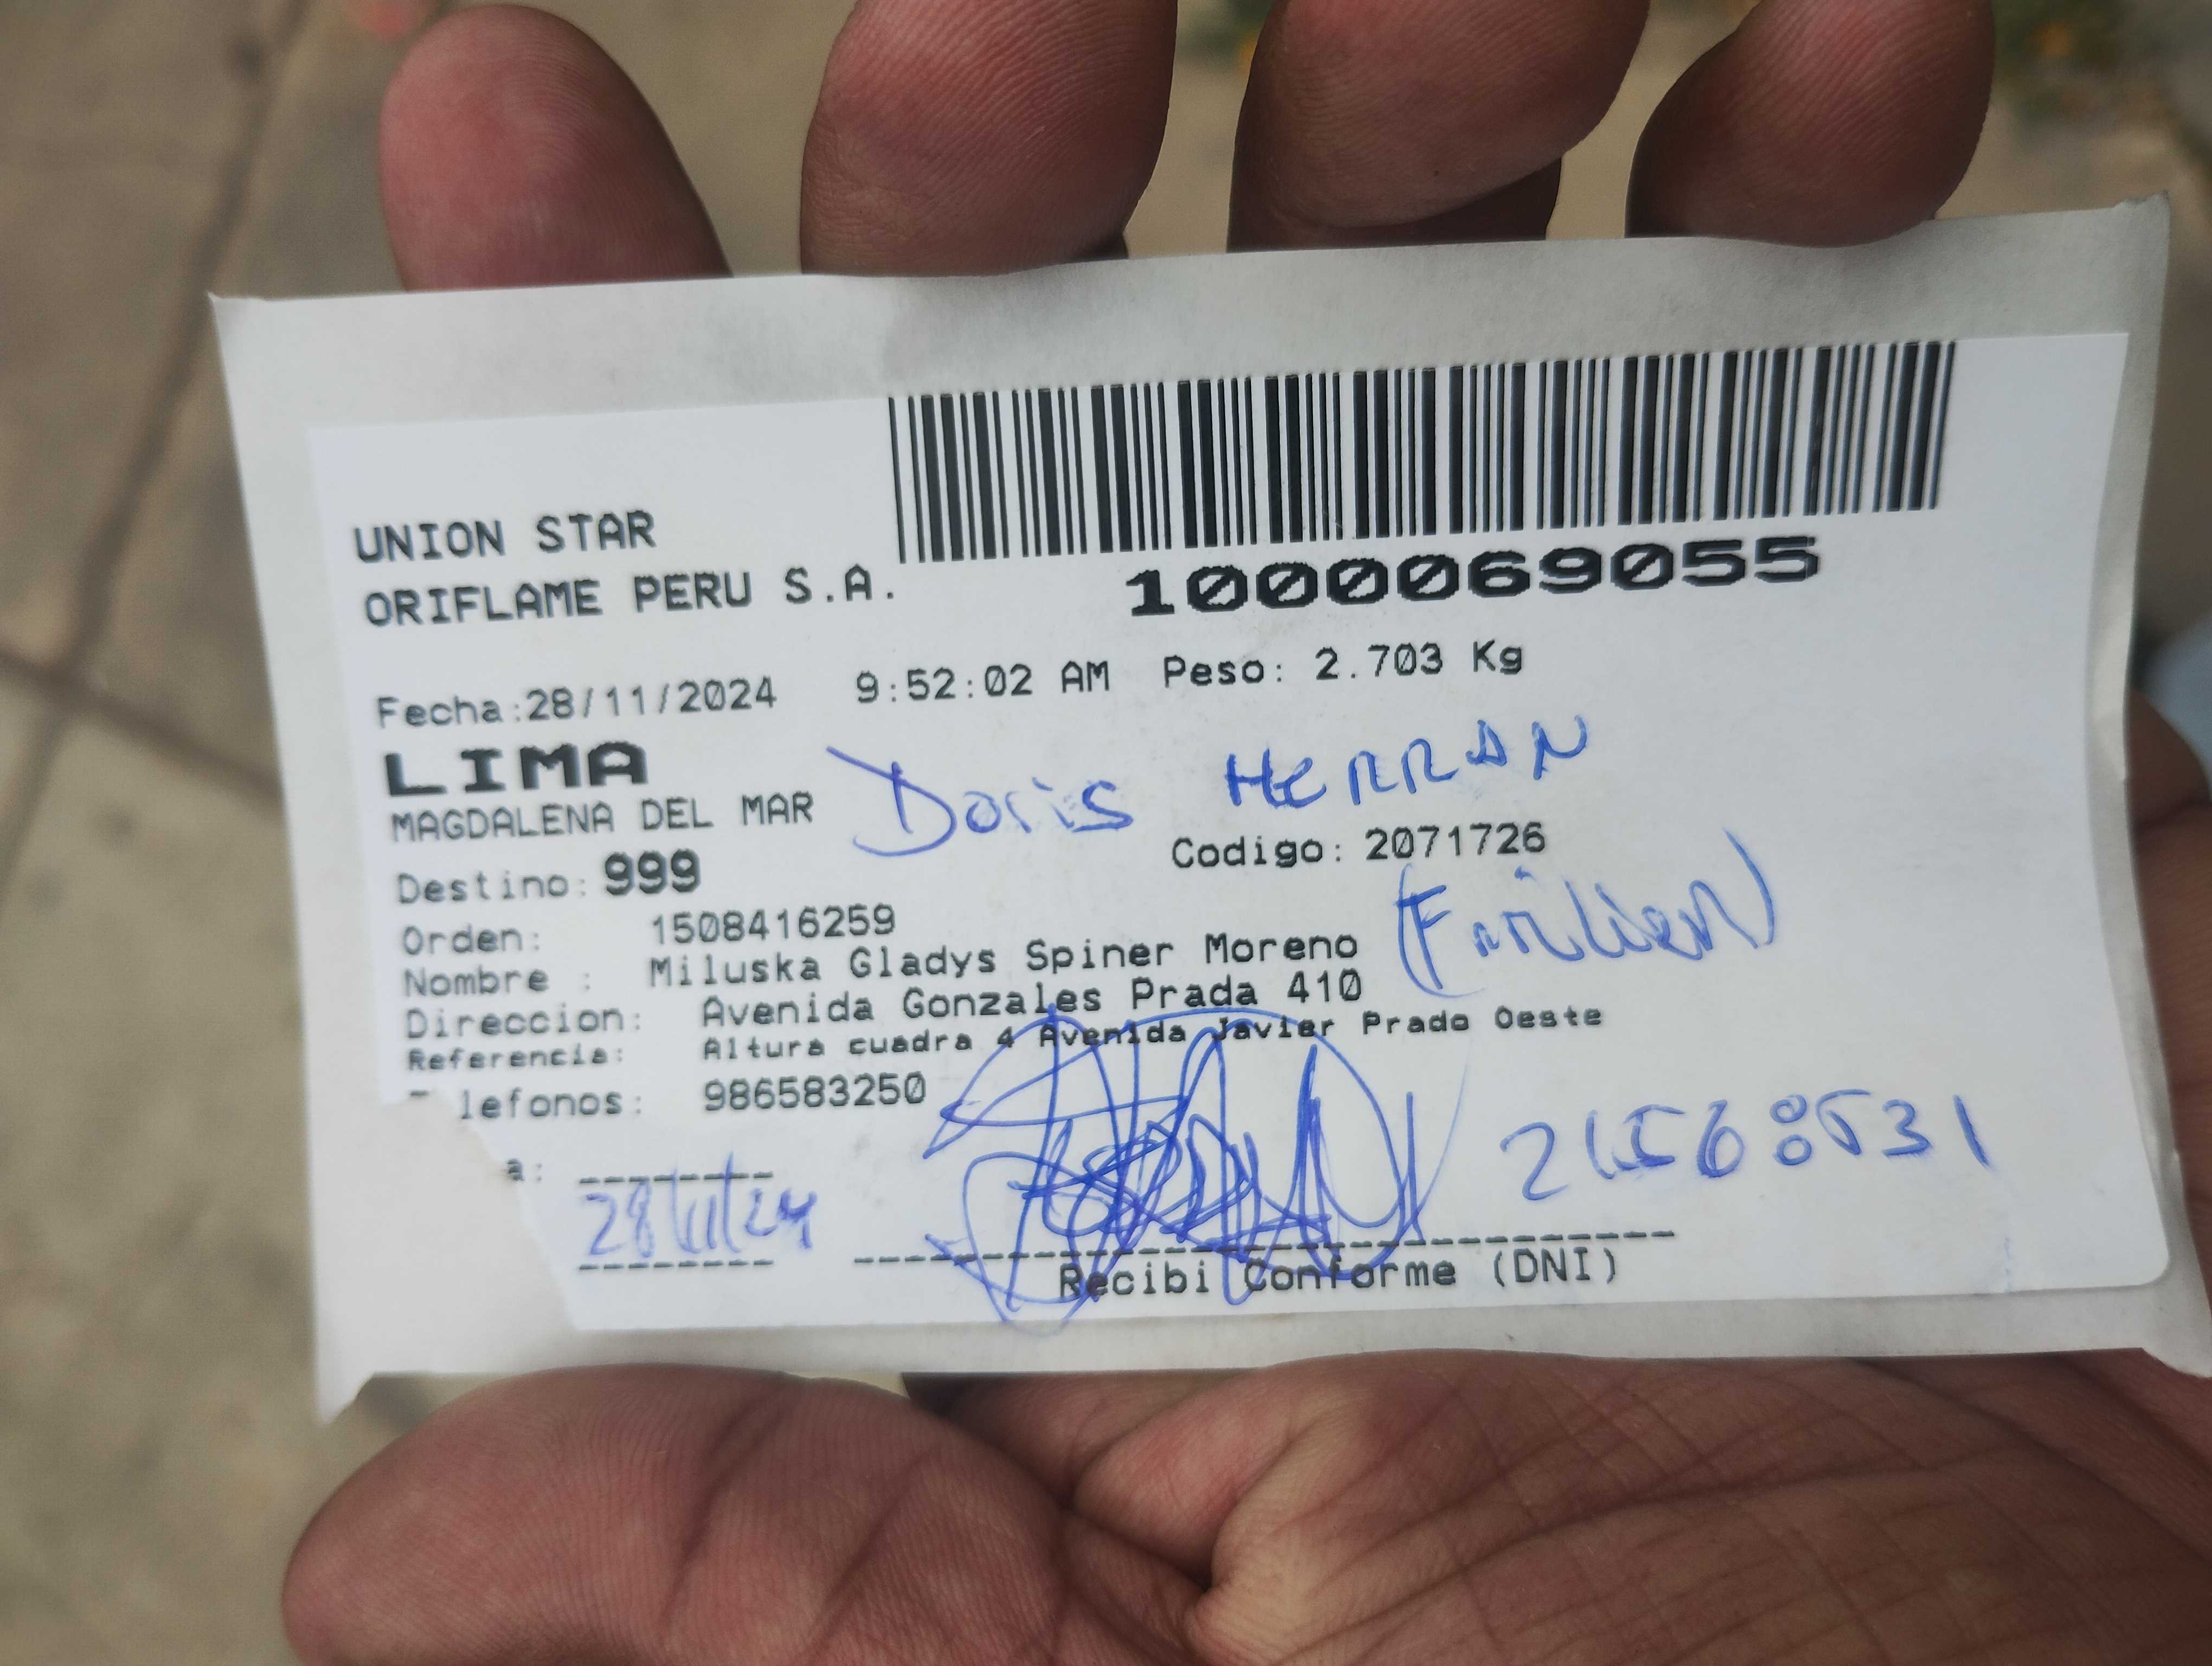 UNION STAR
ORIFLAME PERU S.A.
1000069055
Fecha:28/11/2024 9:52:02 AM Peso: 2.703 Kg
LIMA
MAGDALENA DEL MAR
Doris HERRAN
Destino: 999 Codigo: 2071726
Orden: 1508416259
Nombre : Miluska Gladys Spiner Moreno
Direccion: Avenida Gonzales Prada 410
Referencia: Altura cuadra 4 Avenida Javier Prado Oeste
lefonos: 986583250
a:
28/11/24
Recibi Conforme (DNI)